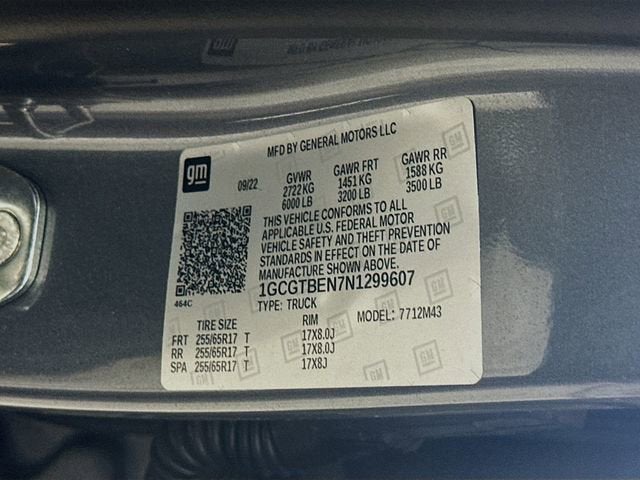 MFD BY GENERAL MOTORS LLC
gm
09/22
GVWR GAWR FRT GAWR RR
2722 KG 1451 KG 1588 KG
6000 LB 3200 LB 3500 LB
THIS VEHICLE CONFORMS TO ALL
APPLICABLE U.S. FEDERAL MOTOR
VEHICLE SAFETY AND THEFT PREVENTION
STANDARDS IN EFFECT ON THE DATE OF
MANUFACTURE SHOWN ABOVE.
464C
1GCGTBEN7N1299607
TYPE: TRUCK MODEL: 7712M43
TIRE SIZE RIM
FRT 255/65R17 T 17X8.0J
RR 255/65R17 T 17X8.0J
SPA 255/65R17 T 17X8J